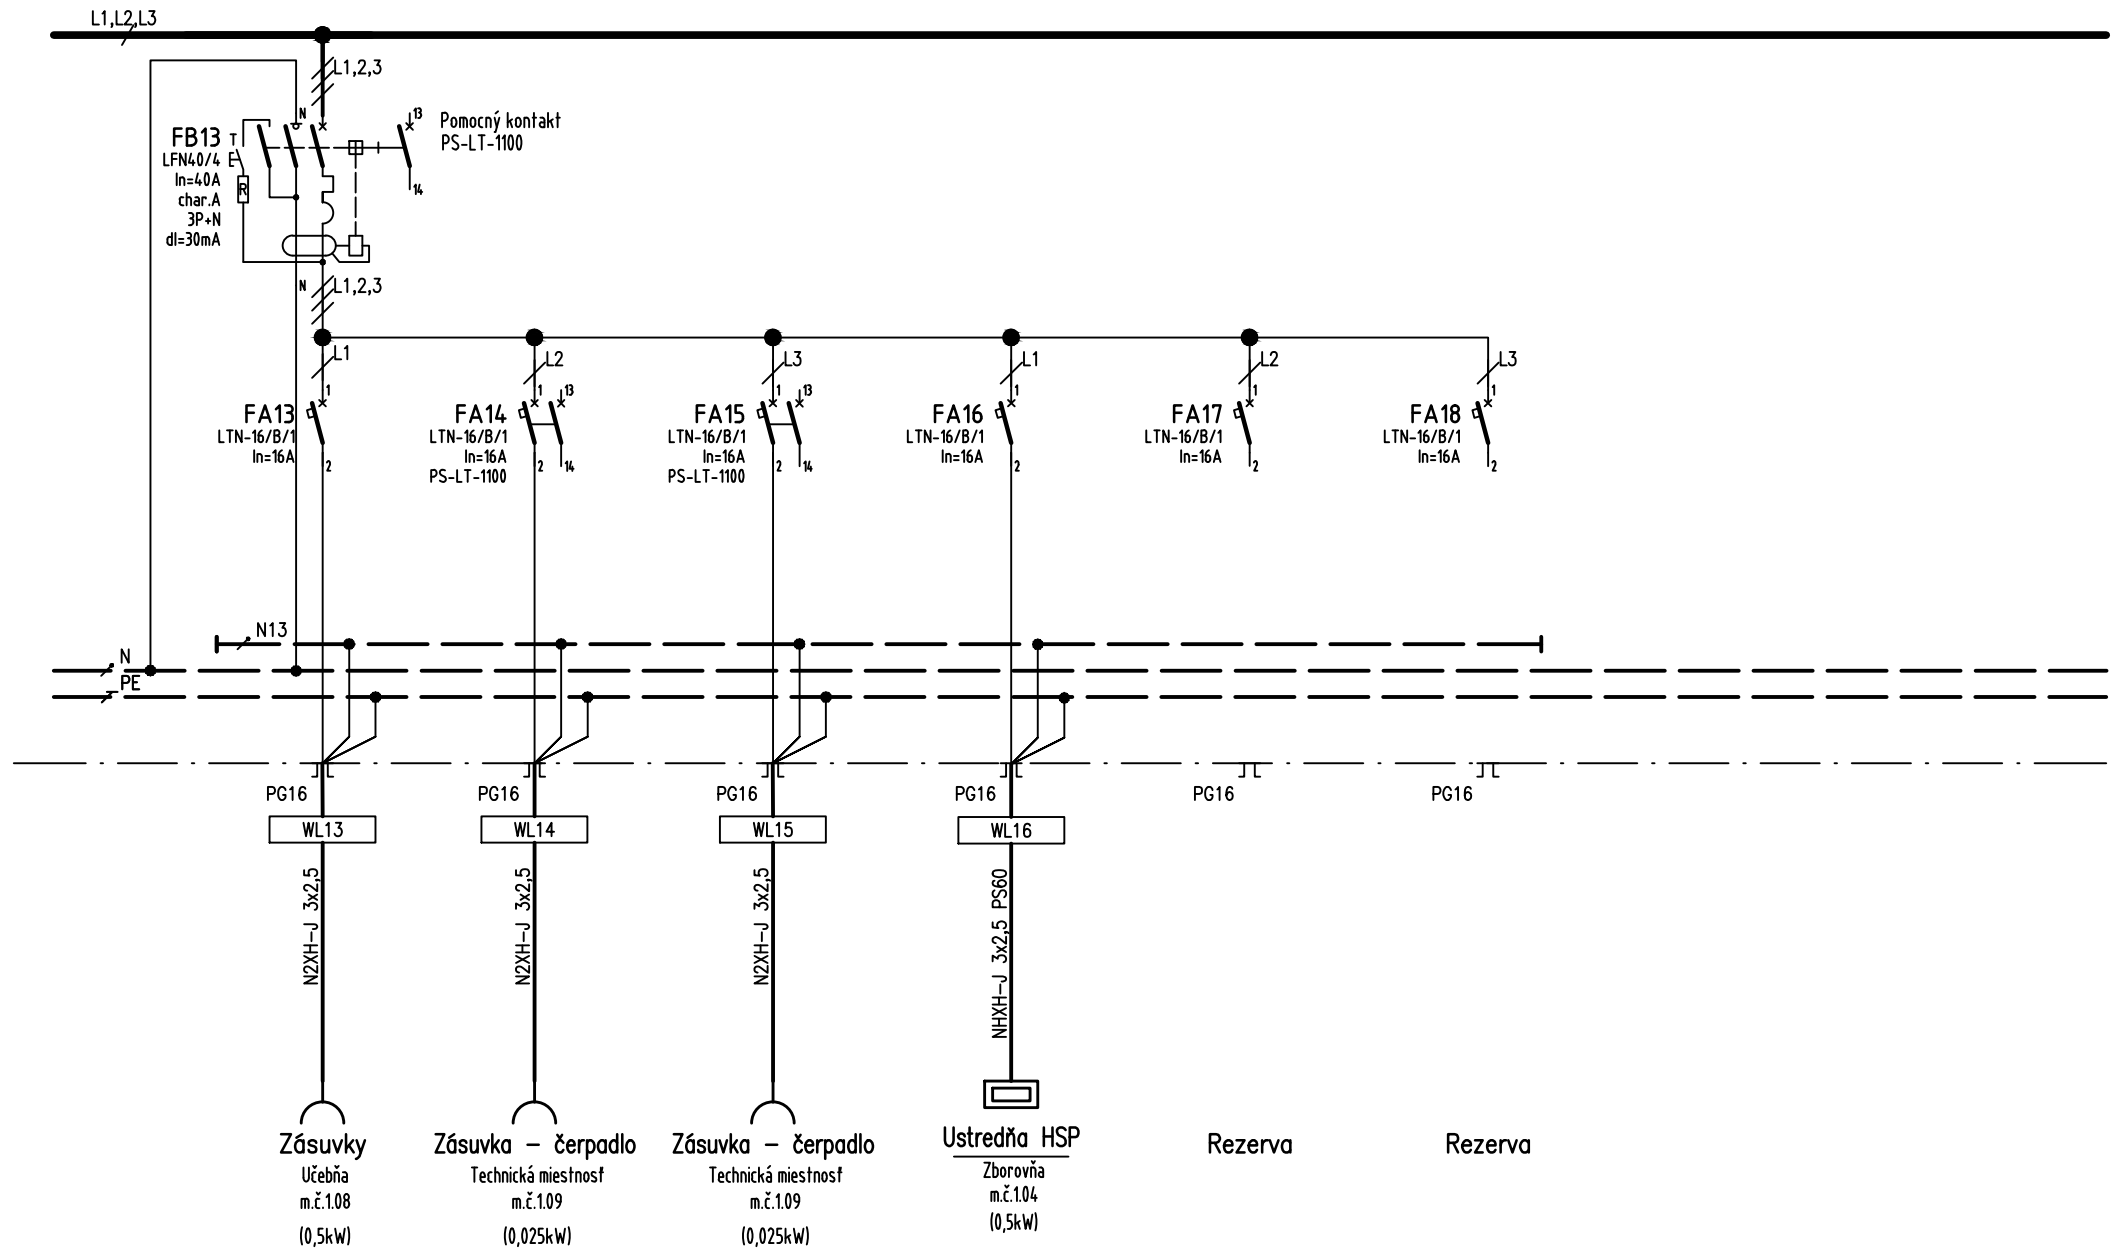 L1,L2,L3
L1,2,3
N
13
Pomocný kontakt
PS-LT-1100
14
FB13
T
E
LFN40/4
In=40A
char.A
3P+N
dI=30mA
R
N
L1,2,3
L1
L2
L3
L1
L2
L3
1
1
13
1
13
1
1
1
FA13
LTN-16/B/1
In=16A
2
FA14
LTN-16/B/1
In=16A
PS-LT-1100
2
14
FA15
LTN-16/B/1
In=16A
PS-LT-1100
2
14
FA16
LTN-16/B/1
In=16A
2
FA17
LTN-16/B/1
In=16A
2
FA18
LTN-16/B/1
In=16A
2
N13
N
PE
PG16
PG16
PG16
PG16
PG16
PG16
WL13
WL14
WL15
WL16
N2XH-J 3x2,5
N2XH-J 3x2,5
N2XH-J 3x2,5
NHXH-J 3x2,5 PS60
Zásuvky
Učebňa
m.č.1.08
(0,5kW)
Zásuvka – čerpadlo
Technická miestnosť
m.č.1.09
(0,025kW)
Zásuvka – čerpadlo
Technická miestnosť
m.č.1.09
(0,025kW)
Ustredňa HSP
Zborovňa
m.č.1.04
(0,5kW)
Rezerva
Rezerva